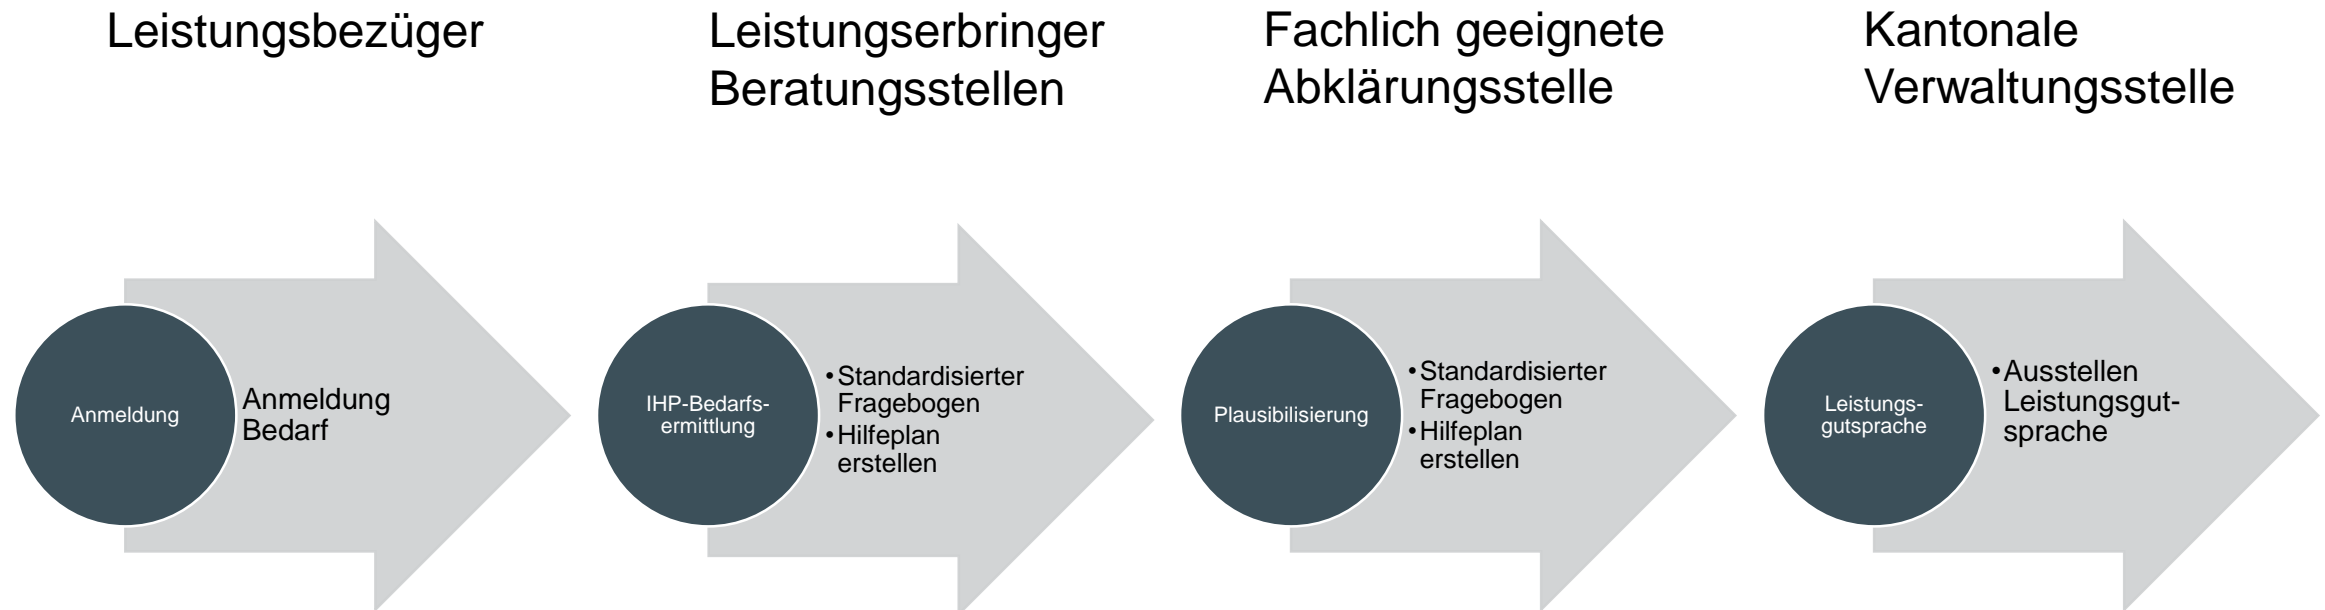 Leistungsbezüger
Leistungserbringer
Beratungsstellen
Fachlich geeignete
Abklärungsstelle
Kantonale
Verwaltungsstelle
Anmeldung
Anmeldung
Bedarf
IHP-Bedarfs-
ermittlung
•Standardisierter
Fragebogen
•Hilfeplan
erstellen
Plausibilisierung
•Standardisierter
Fragebogen
•Hilfeplan
erstellen
Leistungs-
gutsprache
•Ausstellen
Leistungsgut-
sprache